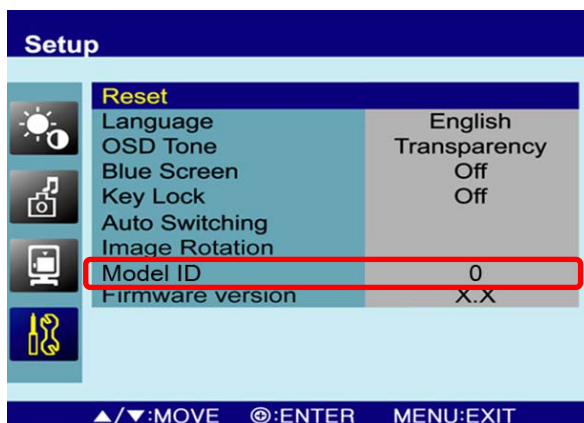 Setup
Reset
Language English
OSD Tone Transparency
Blue Screen Off
Key Lock Off
Auto Switching
Image Rotation
Model ID 0
Firmware version X.X
▲/▼:MOVE ⊕:ENTER MENU:EXIT